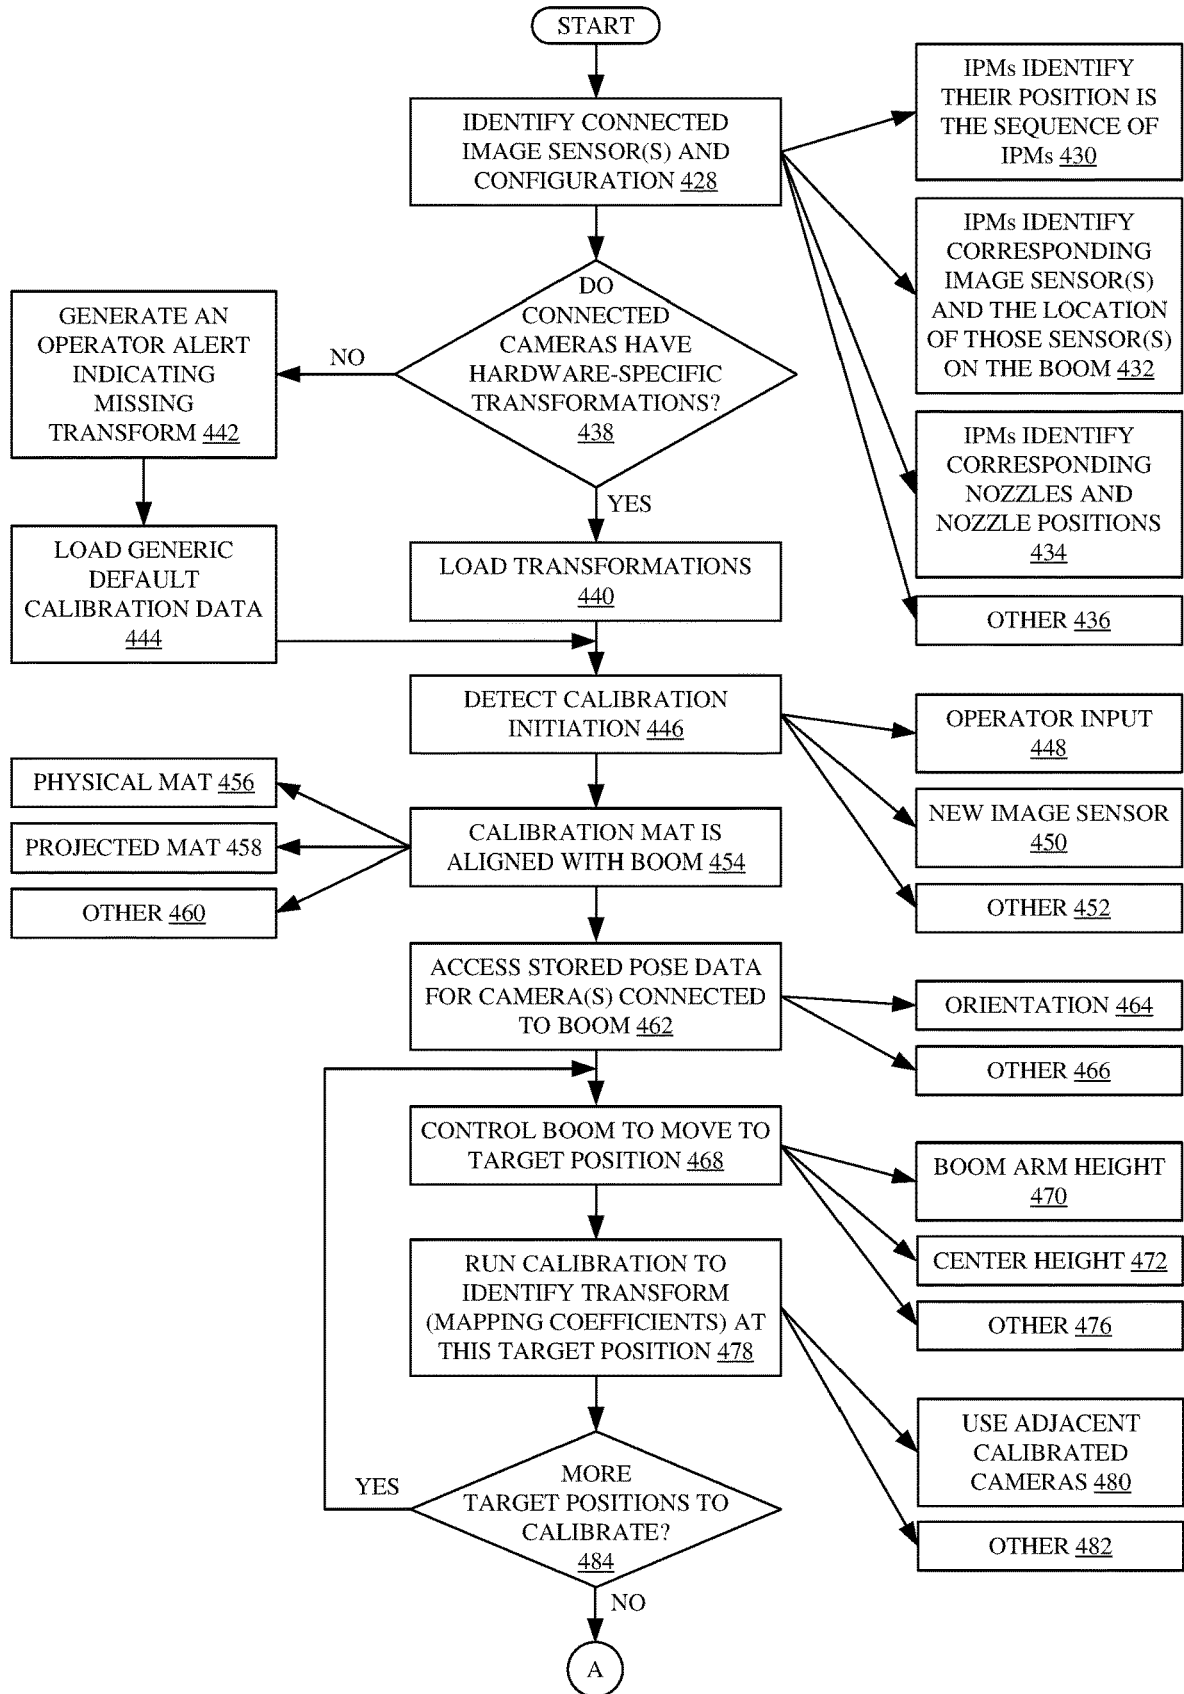 START
IDENTIFY CONNECTED
IMAGE SENSOR(S) AND
CONFIGURATION 428
IPMs IDENTIFY
THEIR POSITION IS
THE SEQUENCE OF
IPMs 430
IPMs IDENTIFY
CORRESPONDING
IMAGE SENSOR(S)
AND THE LOCATION
OF THOSE SENSOR(S)
ON THE BOOM 432
IPMs IDENTIFY
CORRESPONDING
NOZZLES AND
NOZZLE POSITIONS
434
OTHER 436
DO
CONNECTED
CAMERAS HAVE
HARDWARE-SPECIFIC
TRANSFORMATIONS?
438
NO
GENERATE AN
OPERATOR ALERT
INDICATING
MISSING
TRANSFORM 442
LOAD GENERIC
DEFAULT
CALIBRATION DATA
444
YES
LOAD TRANSFORMATIONS
440
DETECT CALIBRATION
INITIATION 446
OPERATOR INPUT
448
NEW IMAGE SENSOR
450
OTHER 452
CALIBRATION MAT IS
ALIGNED WITH BOOM 454
PHYSICAL MAT 456
PROJECTED MAT 458
OTHER 460
ACCESS STORED POSE DATA
FOR CAMERA(S) CONNECTED
TO BOOM 462
ORIENTATION 464
OTHER 466
CONTROL BOOM TO MOVE TO
TARGET POSITION 468
BOOM ARM HEIGHT
470
CENTER HEIGHT 472
OTHER 476
RUN CALIBRATION TO
IDENTIFY TRANSFORM
(MAPPING COEFFICIENTS) AT
THIS TARGET POSITION 478
USE ADJACENT
CALIBRATED
CAMERAS 480
OTHER 482
MORE
TARGET POSITIONS TO
CALIBRATE?
484
YES
NO
A